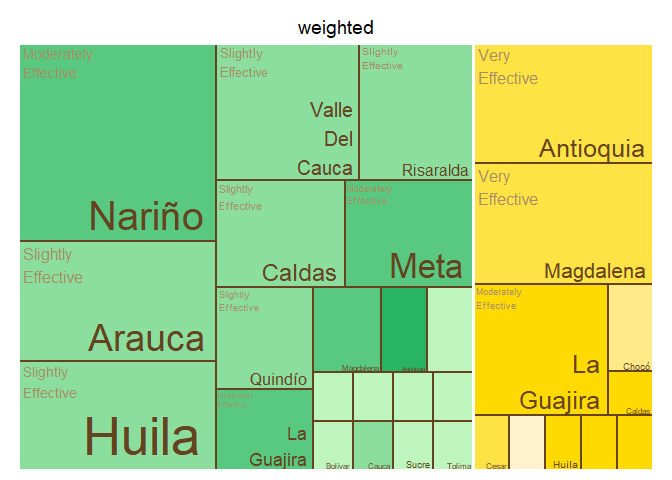 weighted
Moderately
Effective
Nariño
Slightly
Effective
Arauca
Slightly
Effective
Huila
Slightly
Effective
Valle
Del
Cauca
Slightly
Effective
Risaralda
Slightly
Effective
Caldas
Moderately
Effective
Meta
Slightly
Effective
Quindío
Moderately
Effective
La
Guajira
Magdalena
Bolívar
Cauca
Sucre
Tolima
Very
Effective
Antioquia
Very
Effective
Magdalena
Moderately
Effective
La
Guajira
Chocó
Caldas
Cesar
Huila